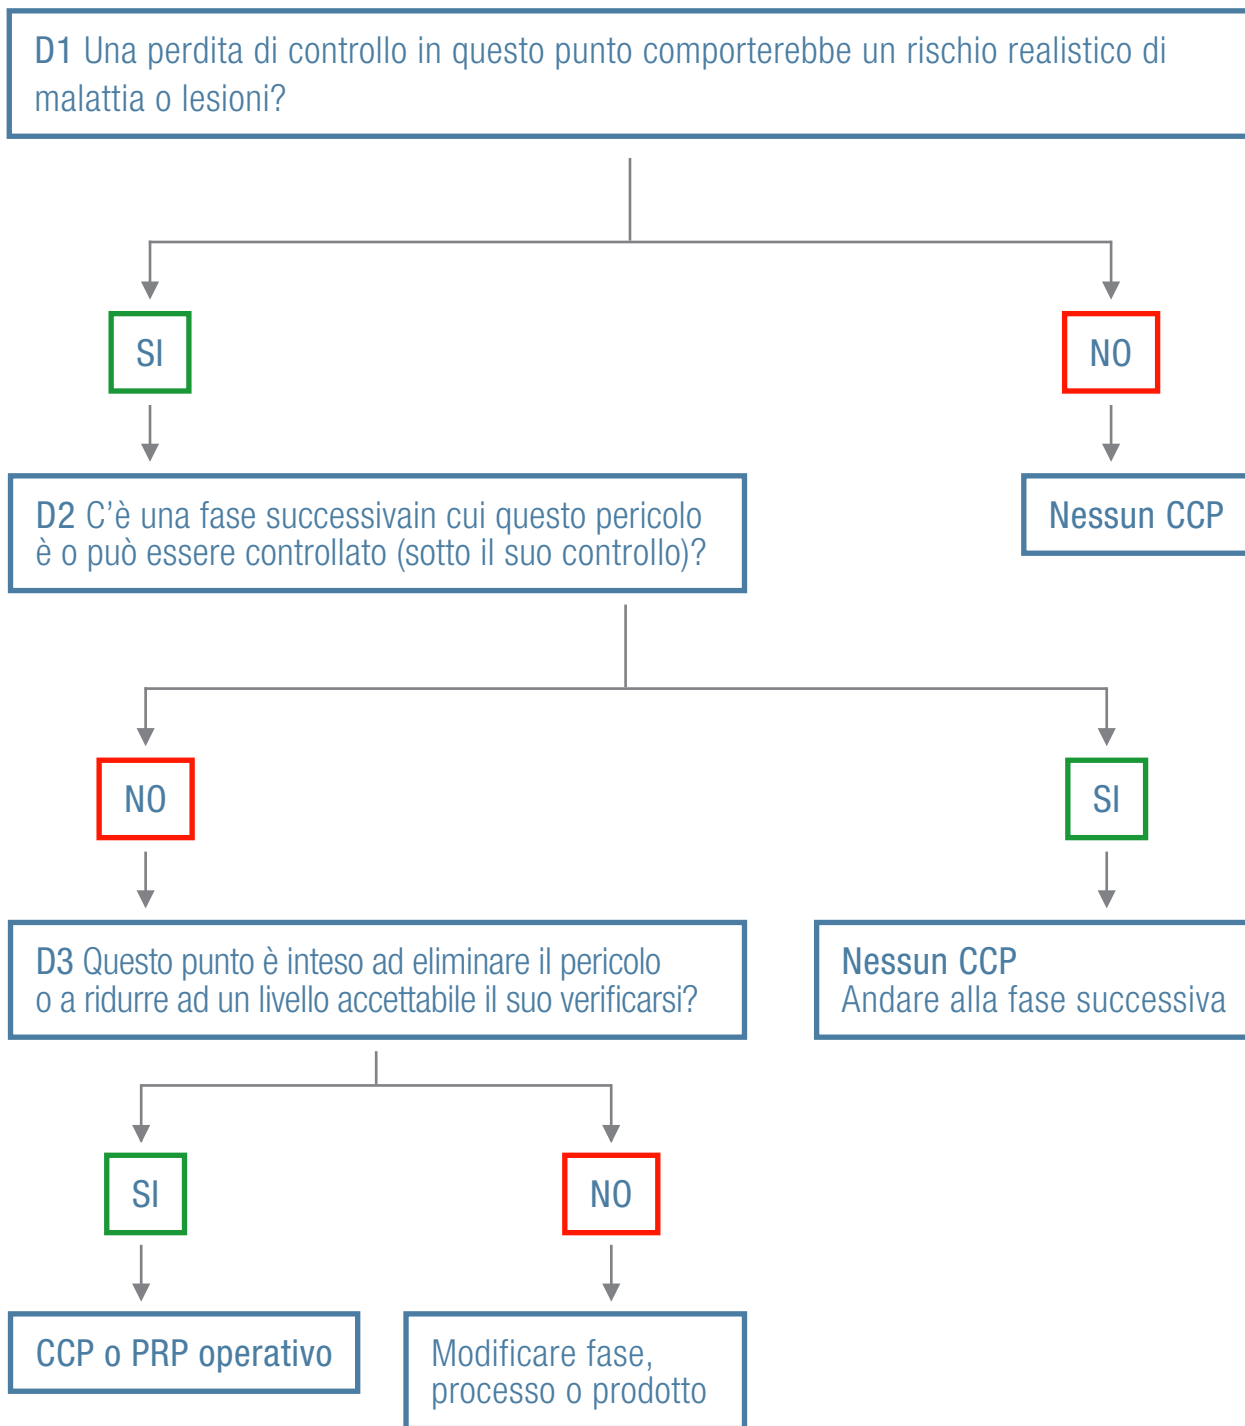 D1 Una perdita di controllo in questo punto comporterebbe un rischio realistico di
malattia o lesioni?
SI
NO
D2 C’è una fase successivain cui questo pericolo
è o può essere controllato (sotto il suo controllo)?
Nessun CCP
NO
SI
D3 Questo punto è inteso ad eliminare il pericolo
o a ridurre ad un livello accettabile il suo verificarsi?
Nessun CCP
Andare alla fase successiva
SI
NO
CCP o PRP operativo
Modificare fase,
processo o prodotto